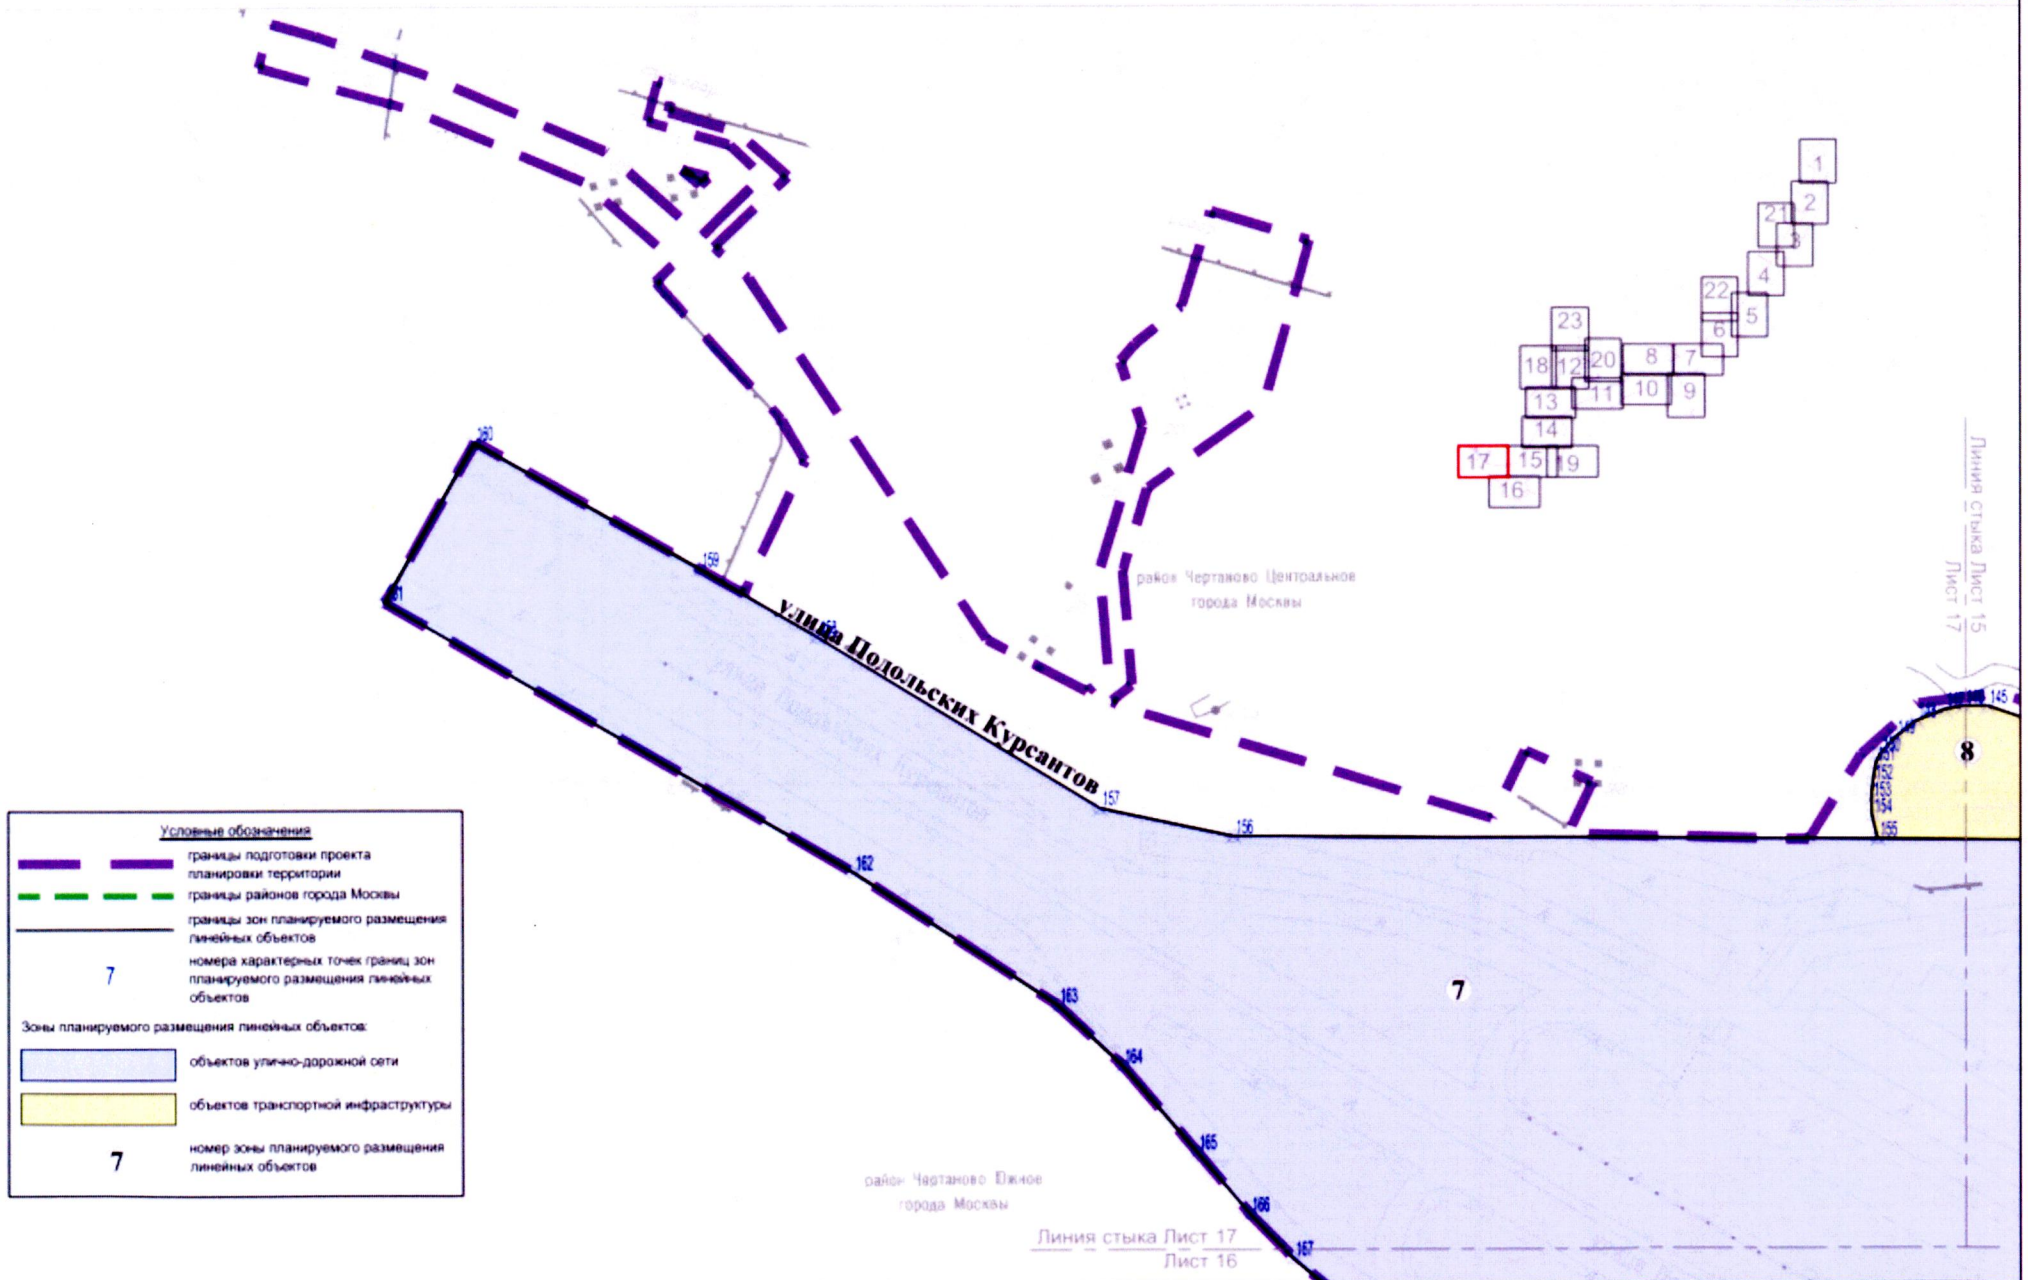 160
159
161
улица Подольских Курсантов
157
156
район Чертаново Центральное
города Москвы
1
2
21
3
4
22
5
6
23
18
12
20
8
7
13
11
10
9
14
17
15
19
16
Линия стыка Лист 15
Лист 17
145
8
153
154
155
Условные обозначения
границы подготовки проекта
планировки территории
границы районов города Москвы
границы зон планируемого размещения
линейных объектов
7
номера характерных точек границ зон
планируемого размещения линейных
объектов
Зоны планируемого размещения линейных объектов:
объектов улично-дорожной сети
объектов транспортной инфраструктуры
7
номер зоны планируемого размещения
линейных объектов
162
163
164
165
166
167
7
район Чертаново Южное
города Москвы
Линия стыка Лист 17
Лист 16